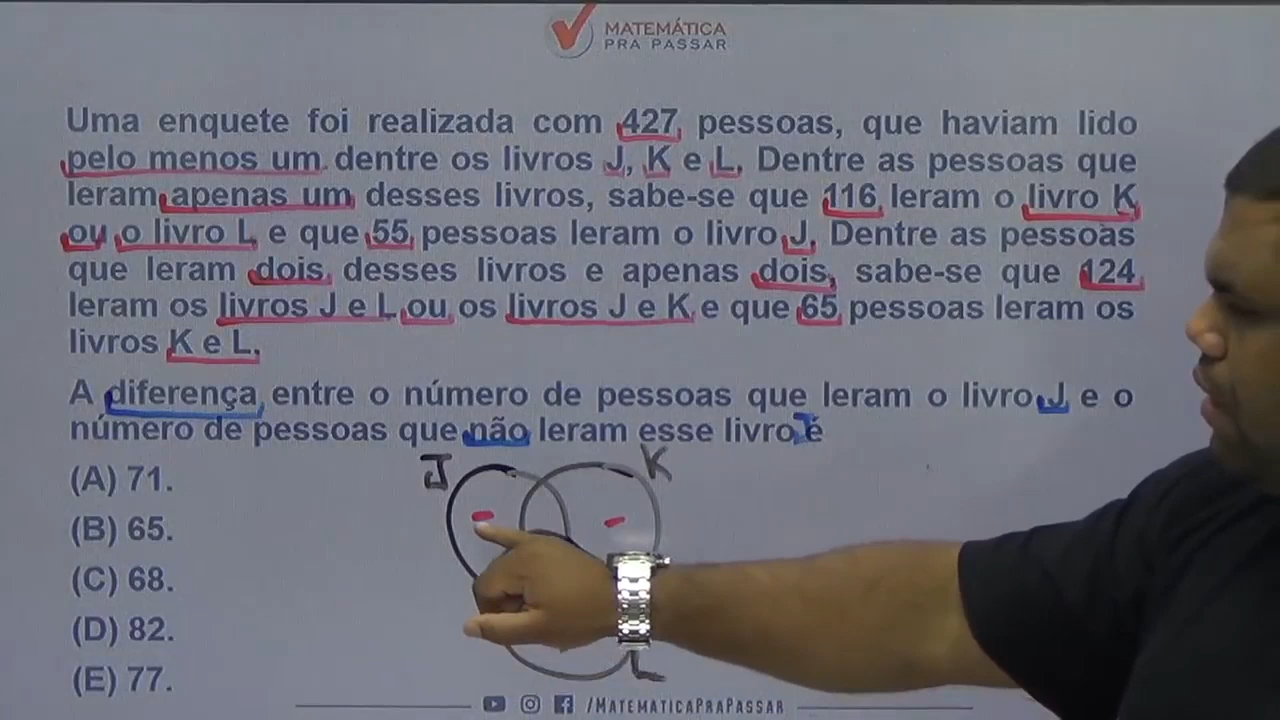 MATEMÁTICA
PRA PASSAR
Uma enquete foi realizada com 427 pessoas, que haviam lido
pelo menos um dentre os livros J, K e L. Dentre as pessoas que
leram apenas um desses livros, sabe-se que 116 leram o livro K
ou o livro L e que 55 pessoas leram o livro J. Dentre as pessoas
que leram dois desses livros e apenas dois, sabe-se que 124
leram os livros J e L ou os livros J e K e que 65 pessoas leram os
livros K e L.
A diferença entre o número de pessoas que leram o livro J e o
número de pessoas que não leram esse livro J é
(A) 71.
(B) 65.
(C) 68.
(D) 82.
(E) 77.
J K
L
/MATEMATICAPRAPASSAR